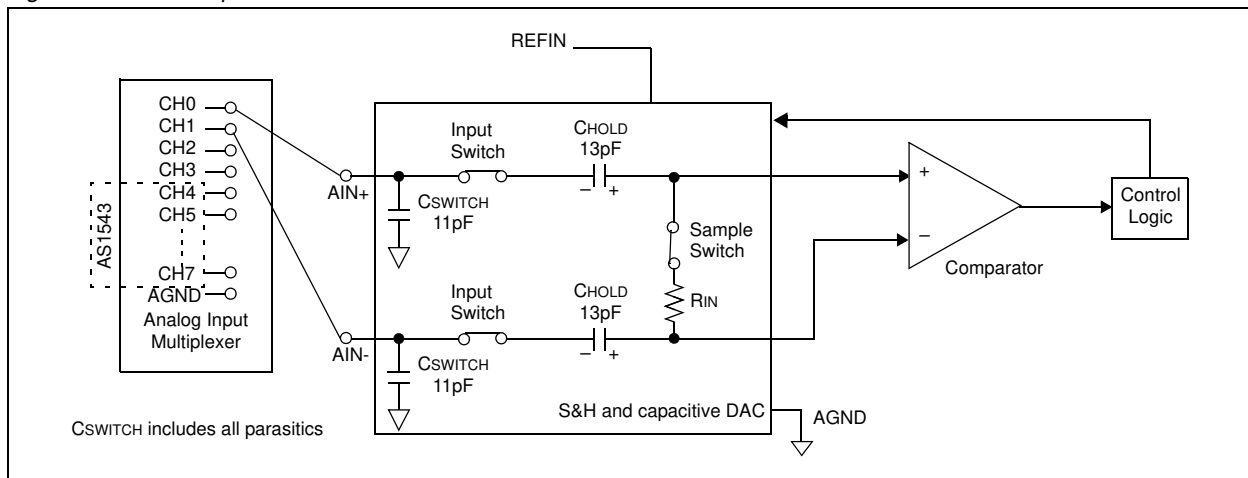 REFIN
CH0
CH1
CH2
CH3
CH4
CH5
CH7
AGND
Analog Input
Multiplexer
AS1543
AIN+
AIN-
Input
Switch
CHOLD
13pF
– +
CSWITCH
11pF
Sample
Switch
RIN
Input
Switch
CHOLD
13pF
– +
CSWITCH
11pF
S&H and capacitive DAC
AGND
+
–
Comparator
Control
Logic
CSWITCH includes all parasitics